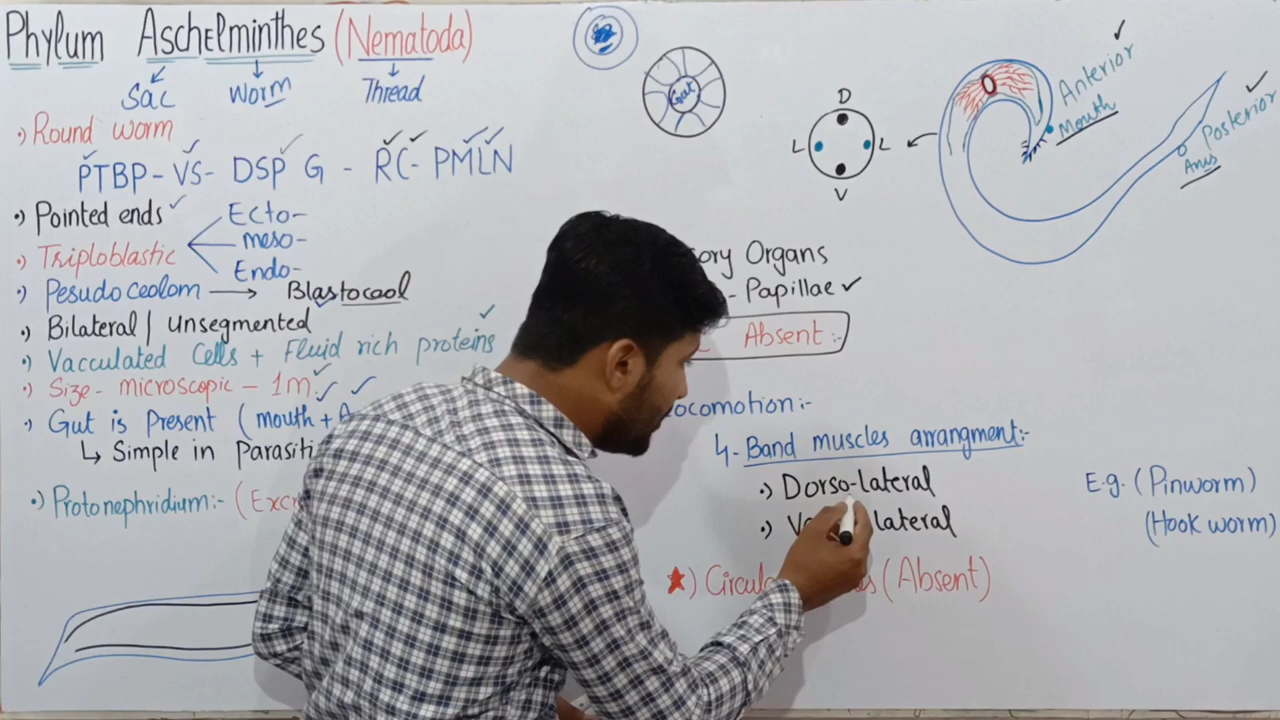 Phylum Aschelminthes (Nematoda)
Sac Worm Thread
•) Round worm
PTBP - VS - DSP G - RC - PMLN
•) Pointed ends
•) Triploblastic
Ecto-
meso-
Endo-
•) Pesudo ceolom → Blastocoal
•) Bilateral / Unsegmented
•) Vacculated Cells + Fluid rich proteins
•) Size - microscopic - 1m
•) Gut is Present ( mouth +
↳ Simple in Parasiti
•) Protonephridium:- (Exc
Gut
D
L L
V
Anterior
Mouth
Posterior
Anus
ory Organs
- Papillae
Absent :-
ocomotion:-
4- Band muscles arrangment:-
•) Dorso-lateral
•) V lateral
★) Circul s (Absent)
E.g. (Pinworm)
(Hook worm)